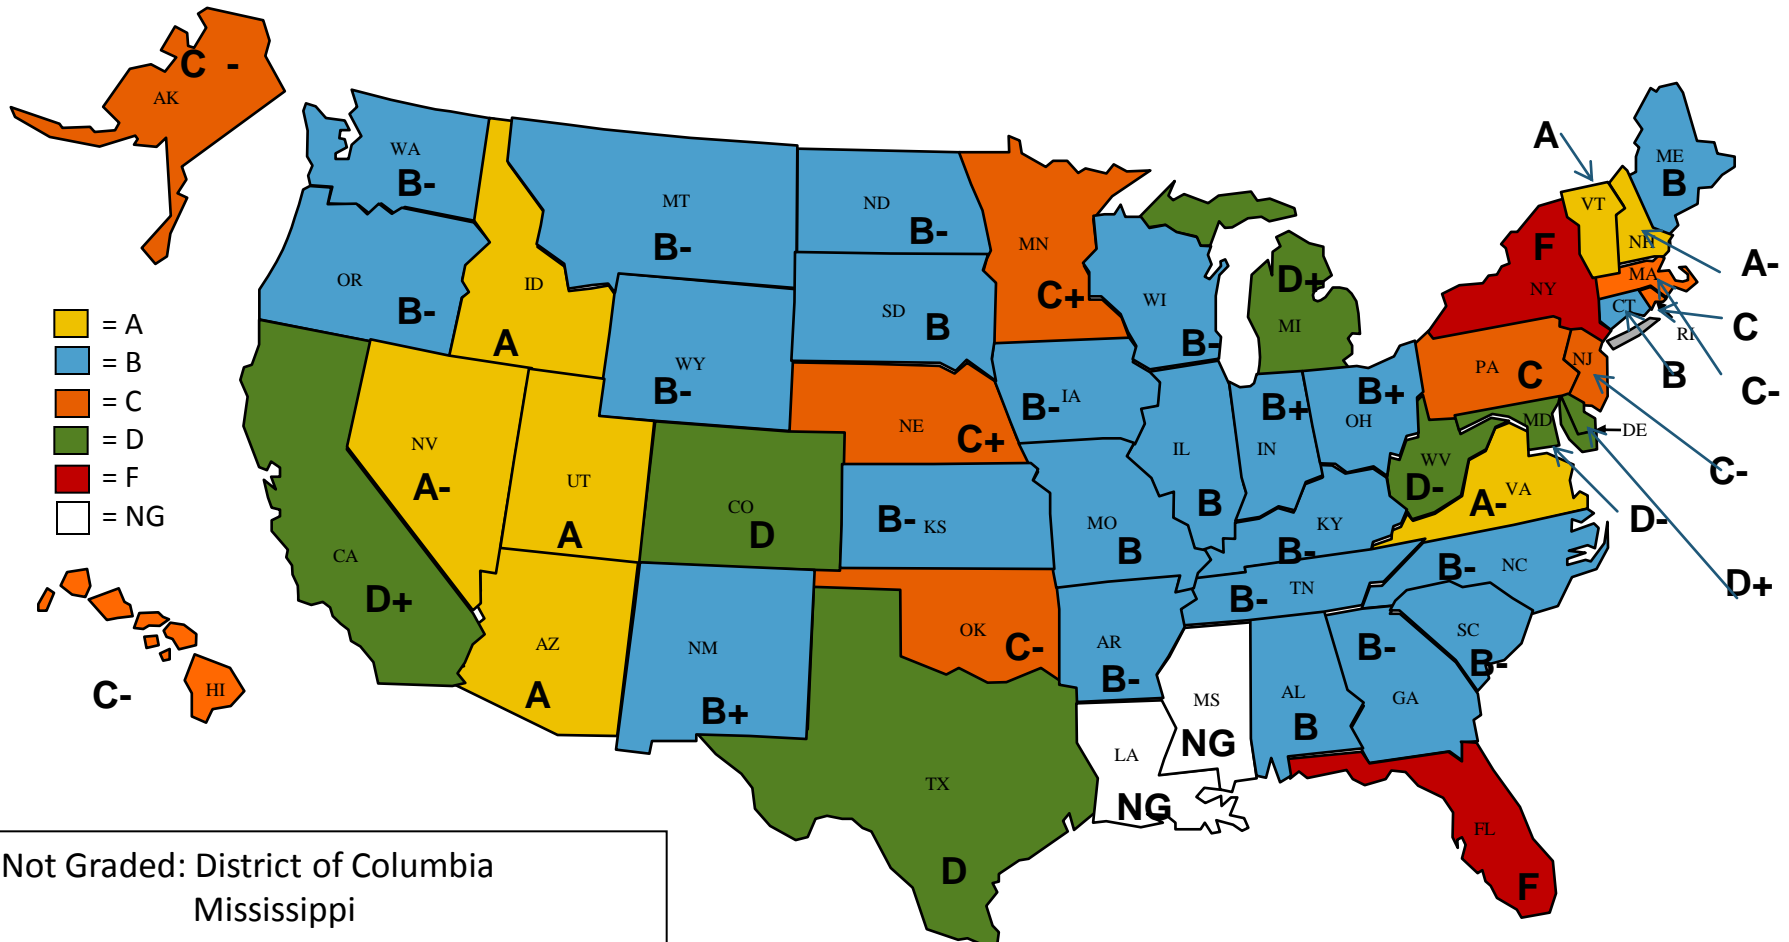 C -
AK
WA
B-
MT
B-
ND
B-
MN
C+
OR
B-
ID
A
WY
B-
SD
B
WI
B-
D+
MI
A
VT
ME
B
NH
A-
F
NY
MA
CT
RI
C
B
C-
= A
= B
= C
= D
= F
= NG
NV
A-
UT
A
CO
D
NE
C+
B-
IA
IL
B
B+
IN
B+
OH
PA
C
NJ
C-
MD
DE
D-
D+
WV
D-
VA
A-
CA
D+
B-
KS
MO
B
KY
B-
B-
NC
B-
TN
AZ
A
NM
B+
OK
C-
AR
B-
SC
B-
B-
GA
AL
B
MS
NG
LA
NG
TX
D
FL
F
HI
C-
Not Graded: District of Columbia
Mississippi